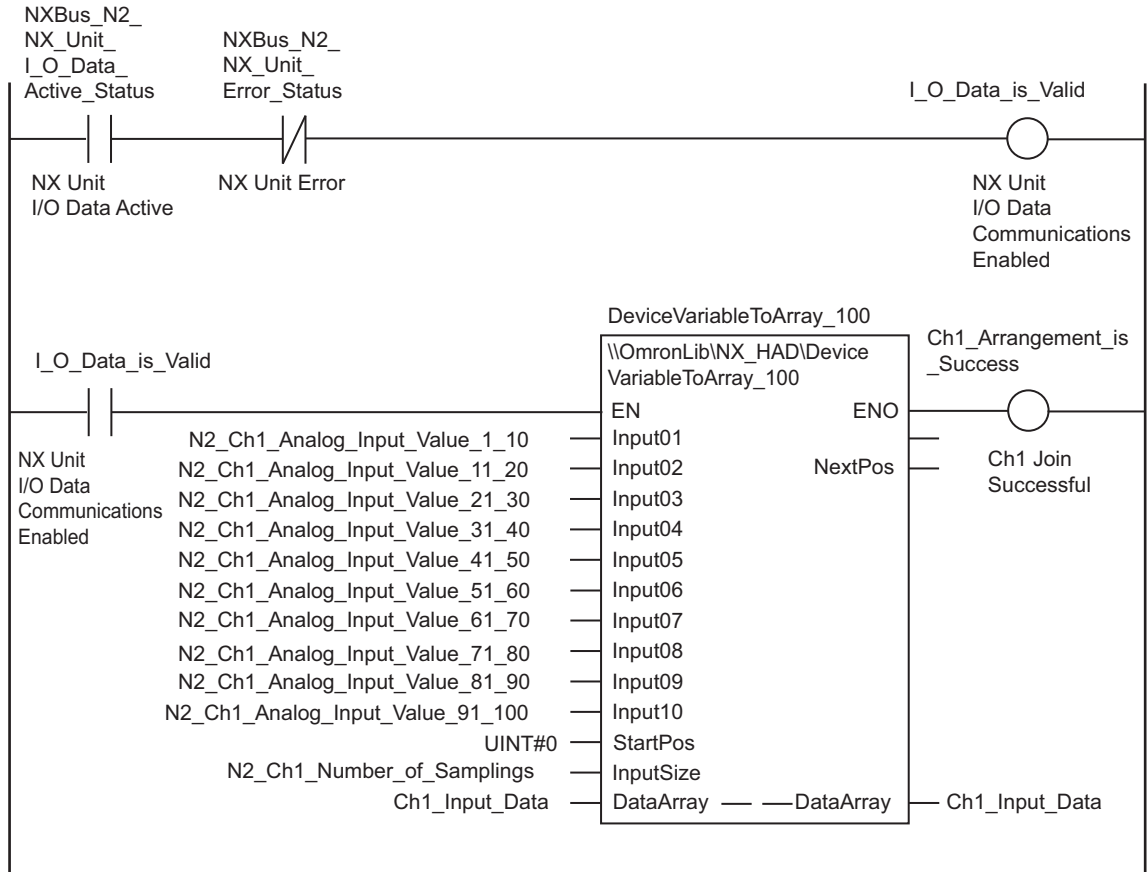 NXBus_N2_
NX_Unit_
I_O_Data_
Active_Status
NXBus_N2_
NX_Unit_
Error_Status
I_O_Data_is_Valid
NX Unit
I/O Data Active
NX Unit Error
NX Unit
I/O Data
Communications
Enabled
DeviceVariableToArray_100
I_O_Data_is_Valid
\\OmronLib\NX_HAD\Device
VariableToArray_100
Ch1_Arrangement_is
_Success
EN
ENO
NX Unit
I/O Data
Communications
Enabled
N2_Ch1_Analog_Input_Value_1_10
Input01
N2_Ch1_Analog_Input_Value_11_20
Input02
NextPos
Ch1 Join
Successful
N2_Ch1_Analog_Input_Value_21_30
Input03
N2_Ch1_Analog_Input_Value_31_40
Input04
N2_Ch1_Analog_Input_Value_41_50
Input05
N2_Ch1_Analog_Input_Value_51_60
Input06
N2_Ch1_Analog_Input_Value_61_70
Input07
N2_Ch1_Analog_Input_Value_71_80
Input08
N2_Ch1_Analog_Input_Value_81_90
Input09
N2_Ch1_Analog_Input_Value_91_100
Input10
UINT#0
StartPos
N2_Ch1_Number_of_Samplings
InputSize
Ch1_Input_Data
DataArray
DataArray
Ch1_Input_Data